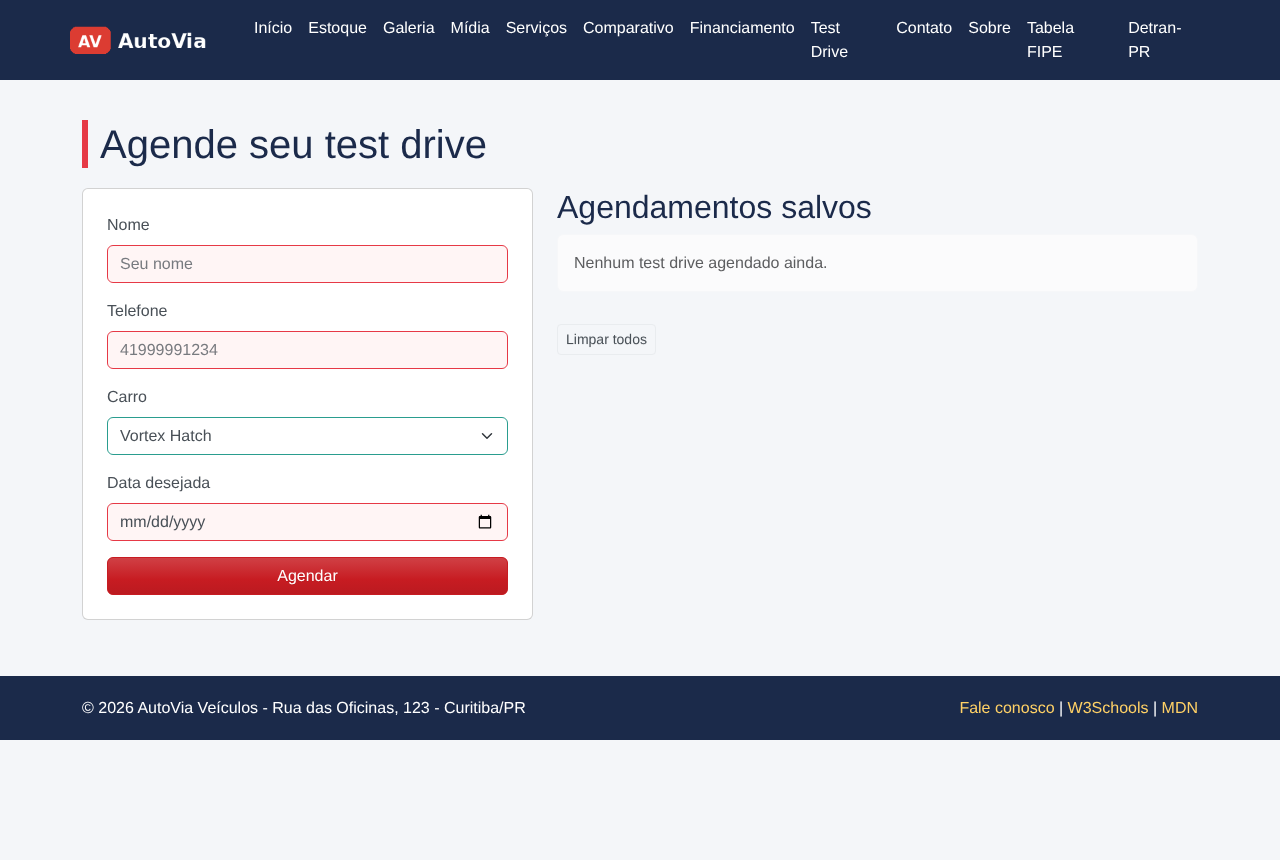 AV AutoVia
Início Estoque Galeria Mídia Serviços Comparativo Financiamento Test Drive Contato Sobre Tabela FIPE Detran-PR
Agende seu test drive
Nome
Seu nome
Telefone
41999991234
Carro
Vortex Hatch
Data desejada
mm/dd/yyyy
Agendar
Agendamentos salvos
Nenhum test drive agendado ainda.
Limpar todos
© 2026 AutoVia Veículos - Rua das Oficinas, 123 - Curitiba/PR
Fale conosco | W3Schools | MDN